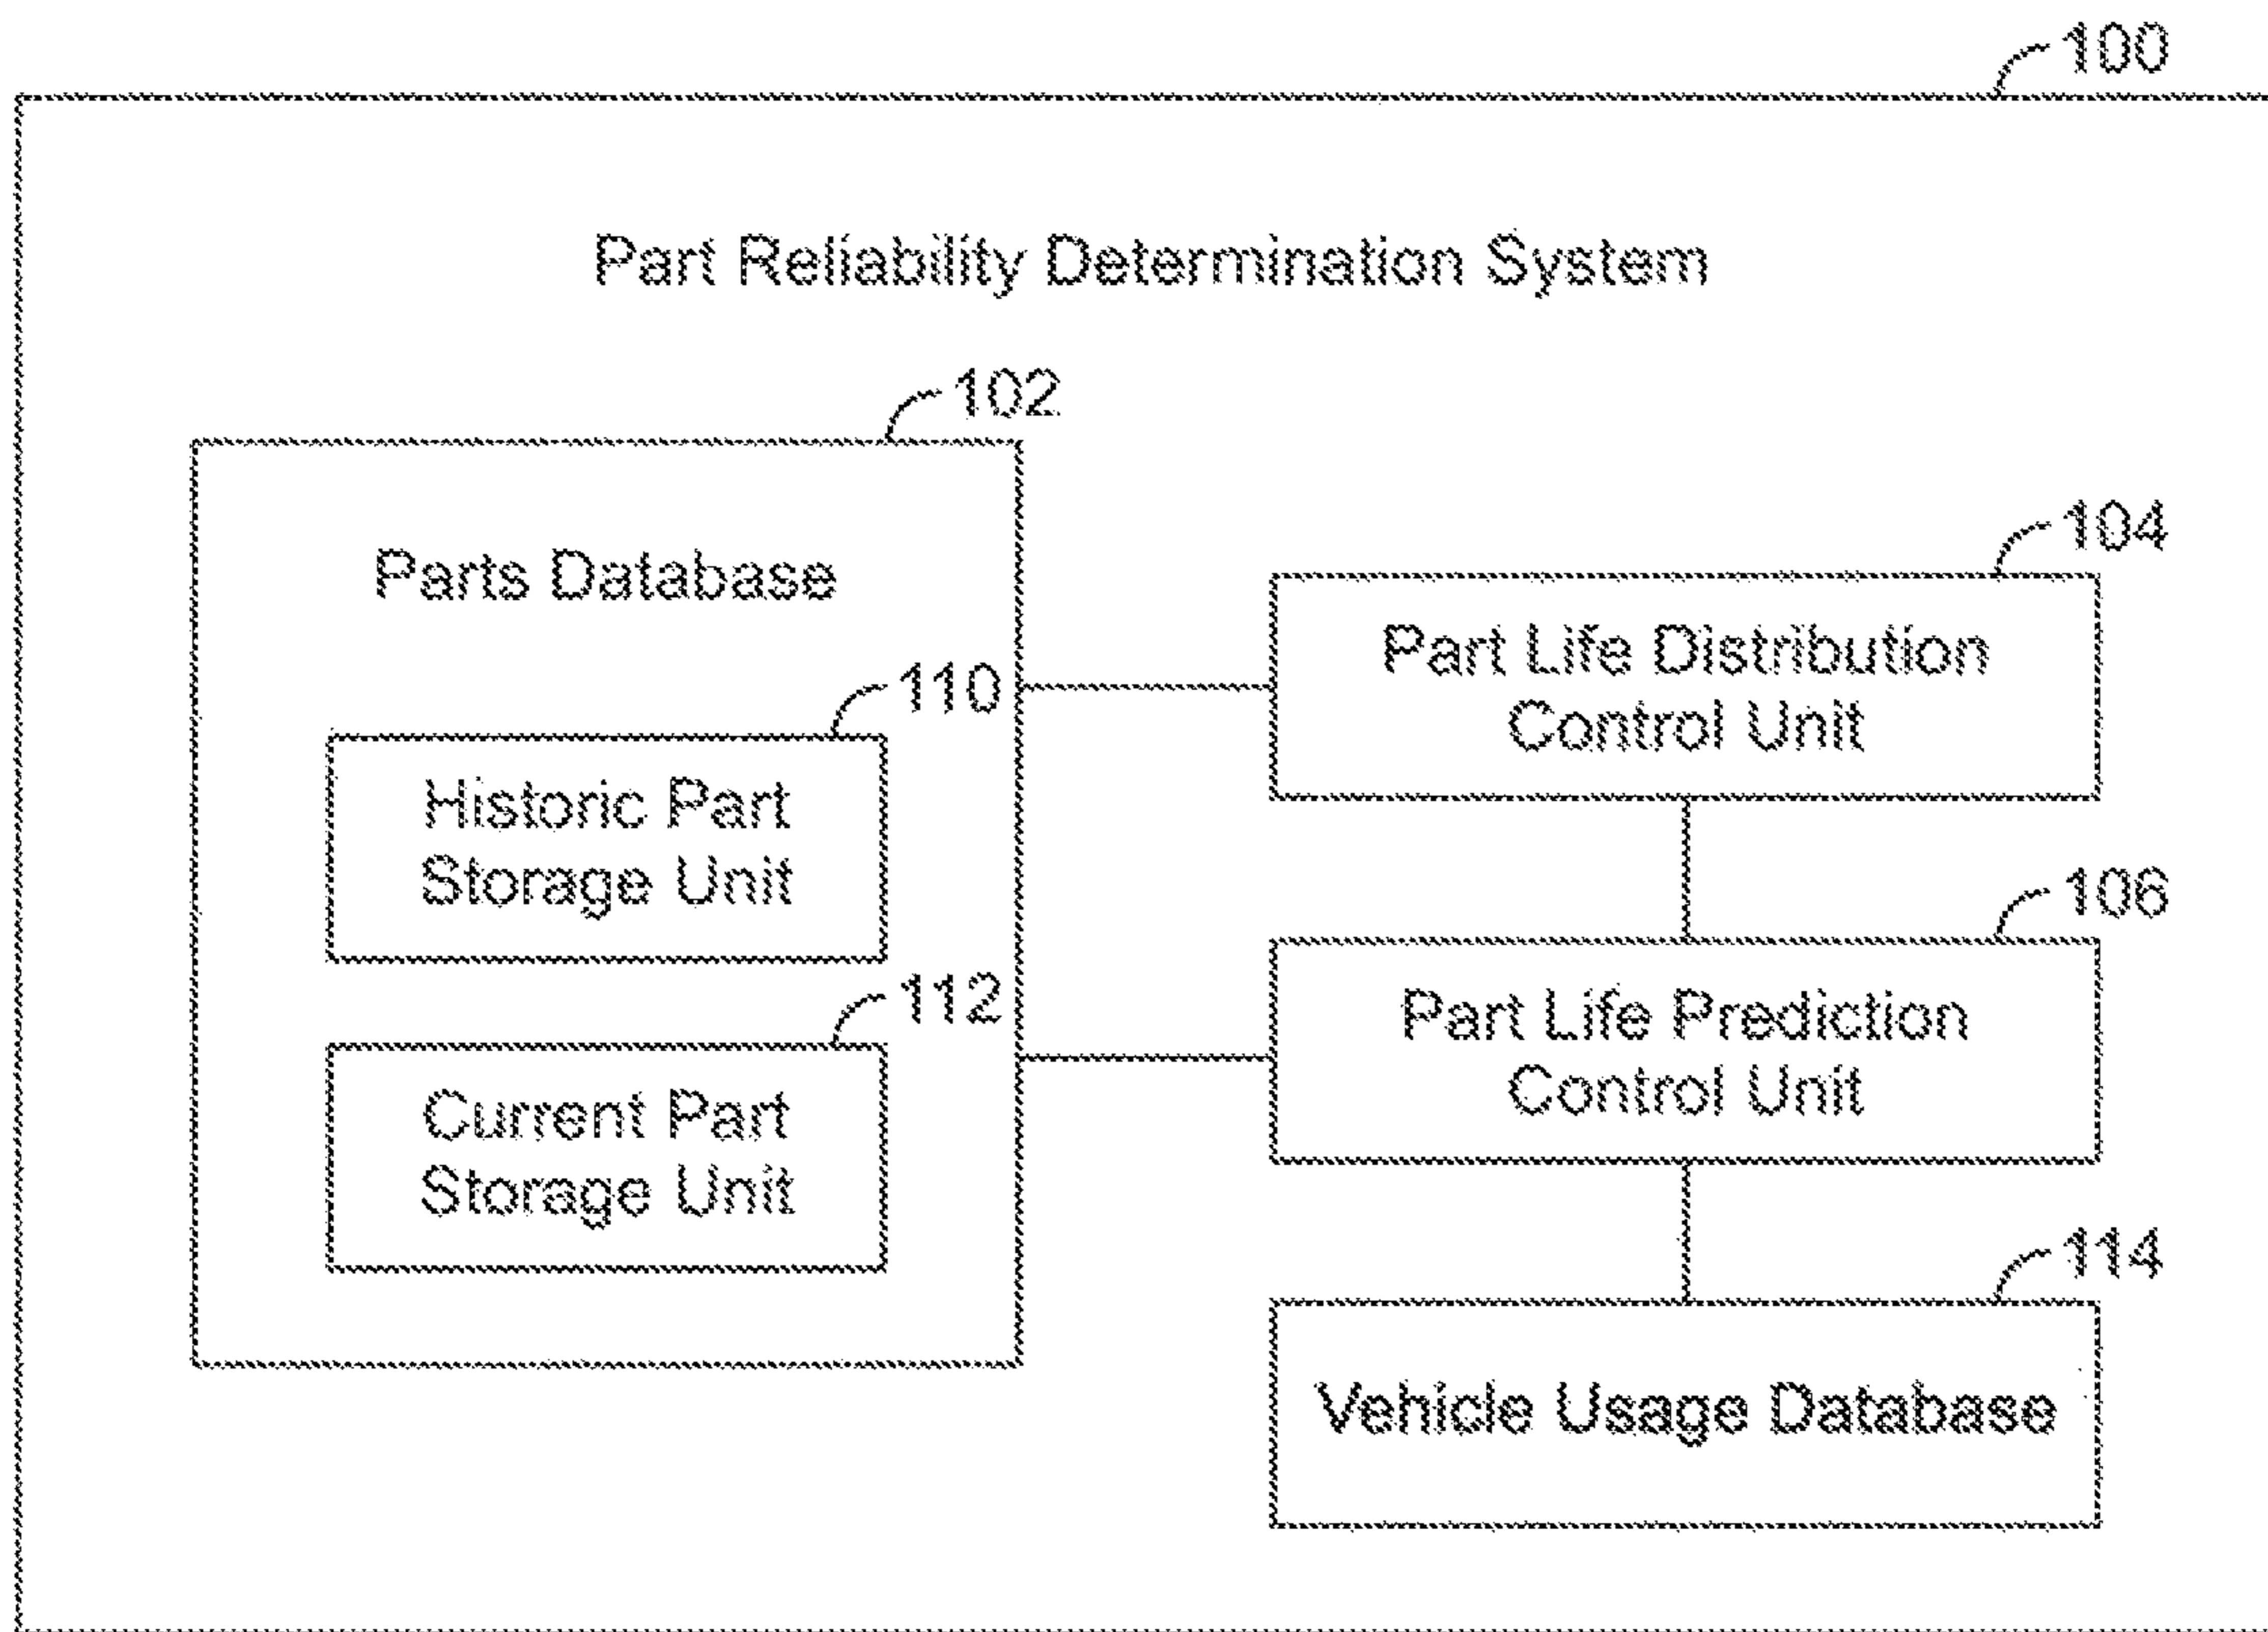 100
Part Reliability Determination System
102
Parts Database
104
Part Life Distribution
Control Unit
110
Historic Part
Storage Unit
106
Part Life Prediction
Control Unit
112
Current Part
Storage Unit
114
Vehicle Usage Database